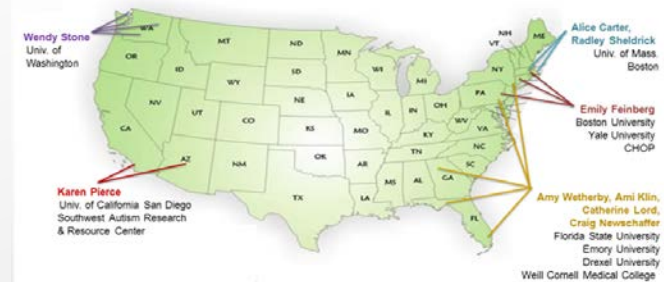 Wendy Stone
Univ. of
Washington
Alice Carter,
Radley Sheldrick
Univ. of Mass.
Boston
Emily Feinberg
Boston University
Yale University
CHOP
Karen Pierce
Univ. of California San Diego
Southwest Autism Research
& Resource Center
Amy Wetherby, Ami Klin,
Catherine Lord,
Craig Newschaffer
Florida State University
Emory University
Drexel University
Weill Cornell Medical College
WA
MT
ND
MN
VT
NH
ME
OR
ID
WY
SD
WI
MI
NY
NV
UT
CO
NE
IA
IL
IN
OH
PA
CA
KS
MO
KY
WV
VA
AZ
NM
OK
AR
TN
NC
SC
TX
LA
MS
AL
GA
FL